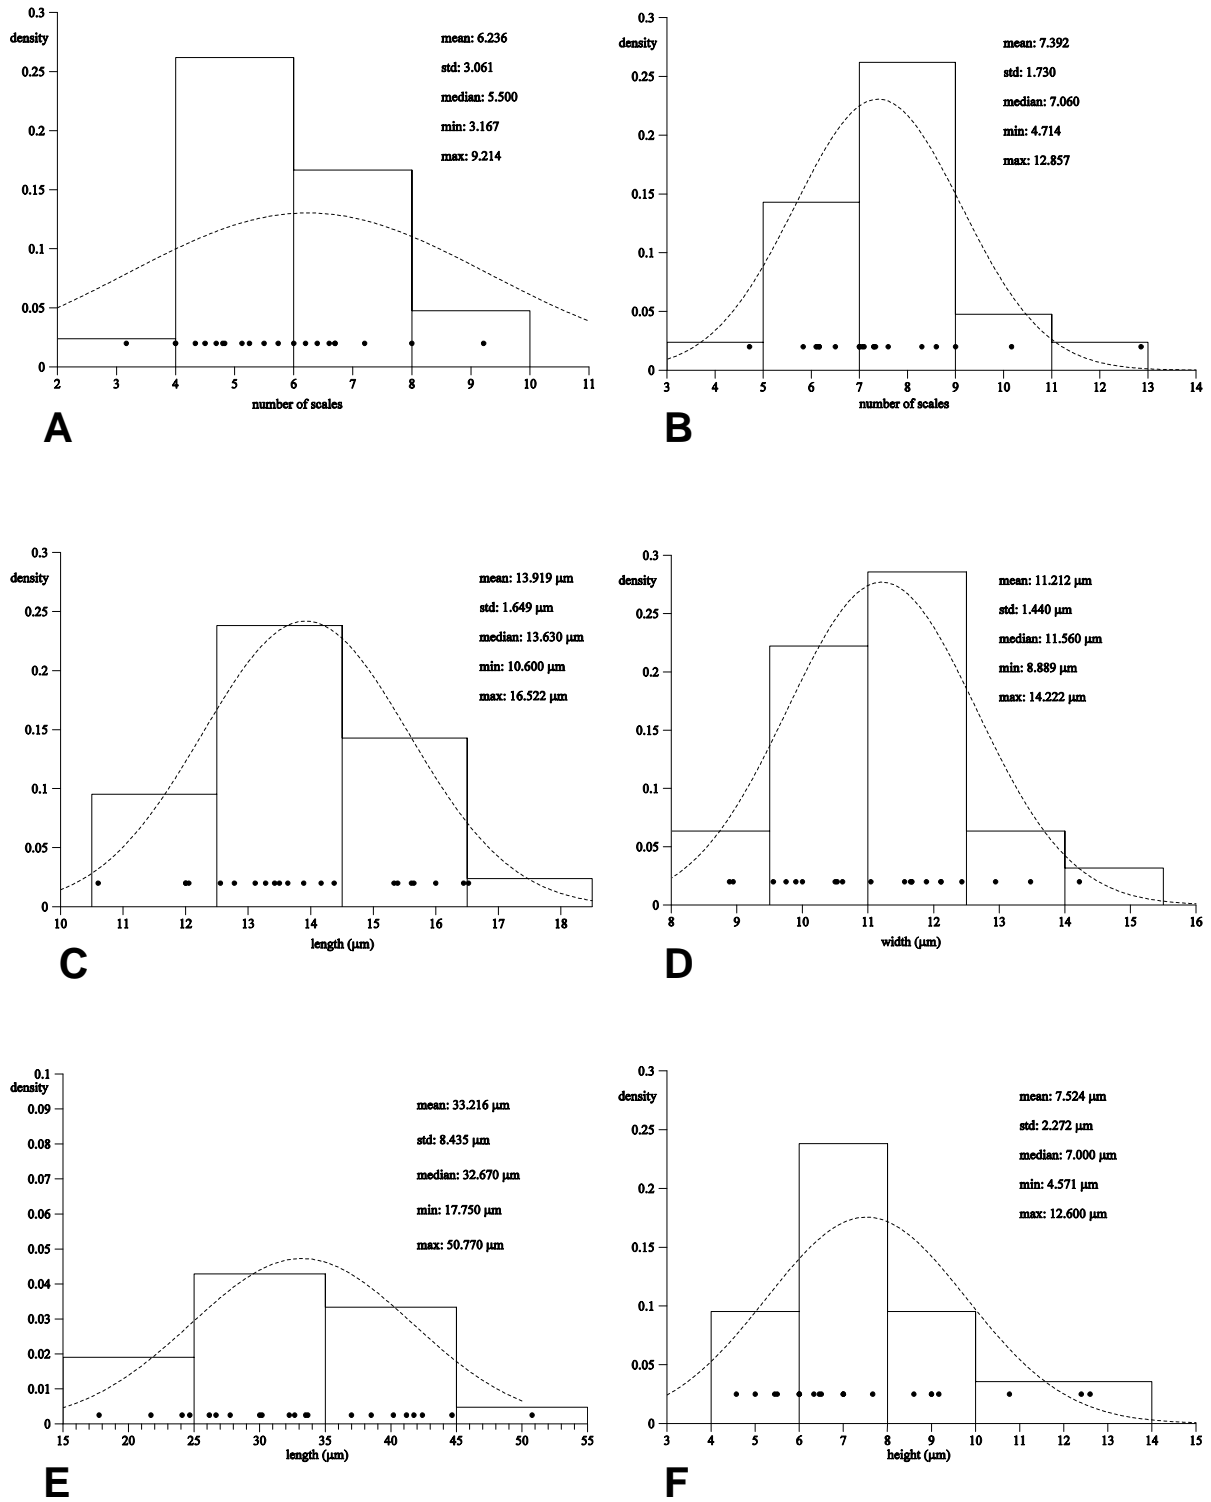 0.3
density
0.25
0.2
0.15
0.1
0.05
0
mean: 6.236
std: 3.061
median: 5.500
min: 3.167
max: 9.214
2 3 4 5 6 7 8 9 10 11
number of scales
A
0.3
density
0.25
0.2
0.15
0.1
0.05
0
mean: 7.392
std: 1.730
median: 7.060
min: 4.714
max: 12.857
3 4 5 6 7 8 9 10 11 12 13 14
number of scales
B
0.3
density
0.25
0.2
0.15
0.1
0.05
0
mean: 13.919 µm
std: 1.649 µm
median: 13.630 µm
min: 10.600 µm
max: 16.522 µm
10 11 12 13 14 15 16 17 18
length (µm)
C
0.3
density
0.25
0.2
0.15
0.1
0.05
0
mean: 11.212 µm
std: 1.440 µm
median: 11.560 µm
min: 8.889 µm
max: 14.222 µm
8 9 10 11 12 13 14 15 16
width (µm)
D
0.1
density
0.09
0.08
0.07
0.06
0.05
0.04
0.03
0.02
0.01
0
mean: 33.216 µm
std: 8.435 µm
median: 32.670 µm
min: 17.750 µm
max: 50.770 µm
15 20 25 30 35 40 45 50 55
length (µm)
E
0.3
density
0.25
0.2
0.15
0.1
0.05
0
mean: 7.524 µm
std: 2.272 µm
median: 7.000 µm
min: 4.571 µm
max: 12.600 µm
3 4 5 6 7 8 9 10 11 12 13 14 15
height (µm)
F